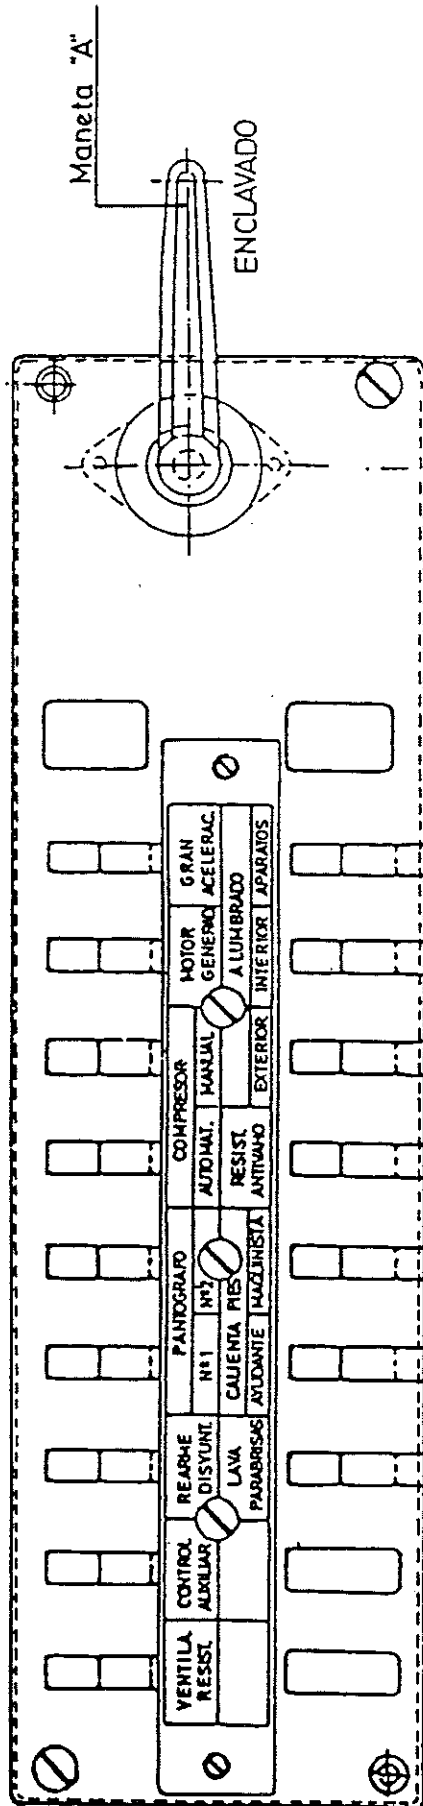 Maneta "A"
ENCLAVADO
VENTILA.
RESIST.
CONTROL
AUXILIAR
REARME
DISYUNT.
PANTOGRAFO
Nº1
Nº2
COMPRESOR
AUTOMAT.
MANUAL
MOTOR
GENERO
GRAN
ACELERAC.
LAVA
PARABRISAS
CALIENTA PIES
AYUDANTE
MAQUINISTA
RESIST.
ANTIVAHO
ALUMBRADO
EXTERIOR
INTERIOR
APARATOS